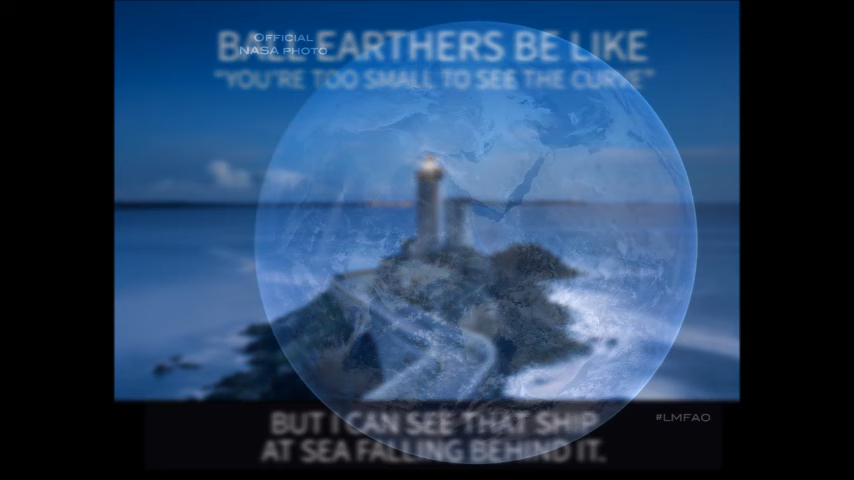 OFFICIAL
NASA PHOTO
BALL EARTHERS BE LIKE
"YOU'RE TOO SMALL TO SEE THE CURVE"
BUT I CAN SEE THAT SHIP
#LMFAO
AT SEA FALLING BEHIND IT.